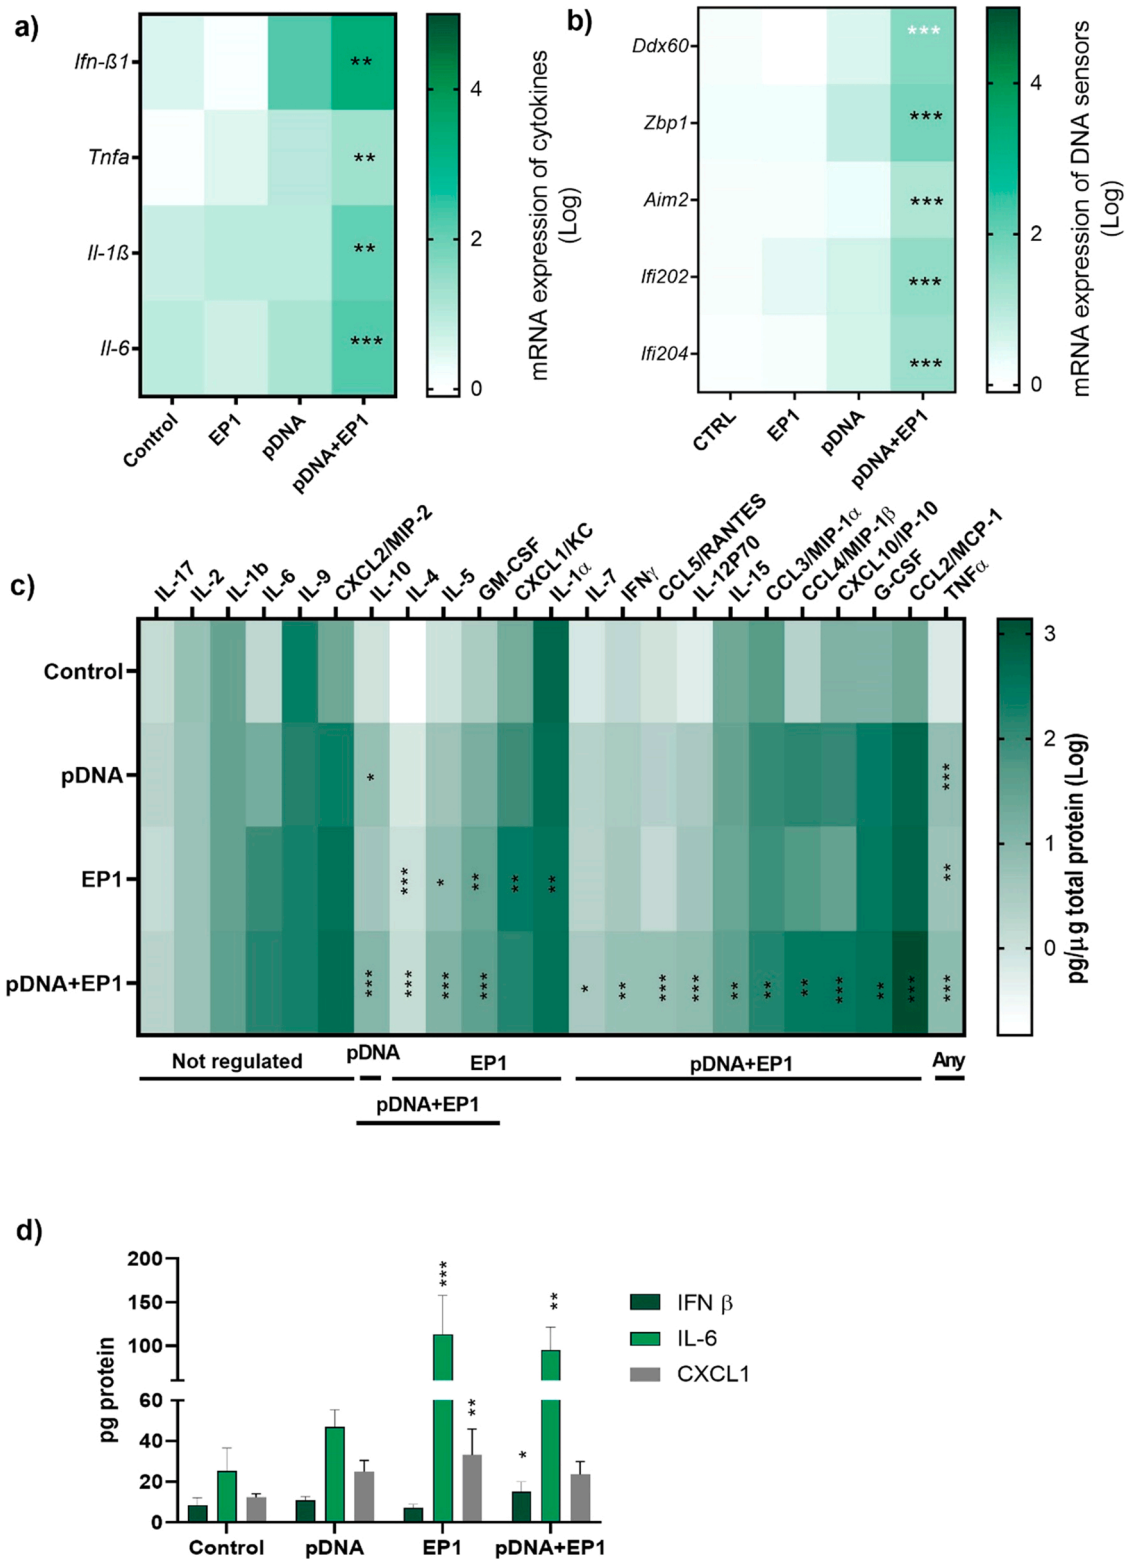 a)
Ifn-ß1
Tnfa
Il-1ß
Il-6
**
**
**
***
Control
EP1
pDNA
pDNA+EP1
4
2
0
mRNA expression of cytokines
(Log)
b)
Ddx60
Zbp1
Aim2
Ifi202
Ifi204
***
***
***
***
***
CTRL
EP1
pDNA
pDNA+EP1
4
2
0
mRNA expression of DNA sensors
(Log)
c)
IL-17
IL-2
IL-1b
IL-6
IL-9
CXCL2/MIP-2
IL-10
IL-4
IL-5
GM-CSF
CXCL1/KC
IL-1α
IL-7
IFNγ
CCL5/RANTES
IL-12P70
IL-15
CCL3/MIP-1α
CCL4/MIP-1β
CXCL10/IP-10
G-CSF
CCL2/MCP-1
TNFα
Control
pDNA
* ***
EP1
*** * ** ** ** **
pDNA+EP1
*** *** *** *** * ** *** *** ** ** ** *** ** *** ***
3
2
1
0
pg/μg total protein (Log)
Not regulated
pDNA
EP1
pDNA+EP1
Any
pDNA+EP1
d)
200
150
100
60
40
20
0
pg protein
***
**
*
**
IFN β
IL-6
CXCL1
Control
pDNA
EP1
pDNA+EP1